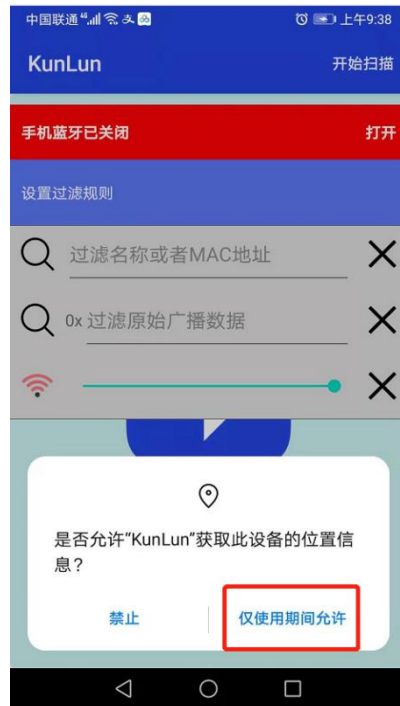 中国联通 上午9:38
KunLun 开始扫描
手机蓝牙已关闭 打开
设置过滤规则
过滤名称或者MAC地址
0x 过滤原始广播数据
是否允许“KunLun”获取此设备的位置信
息?
禁止 仅使用期间允许